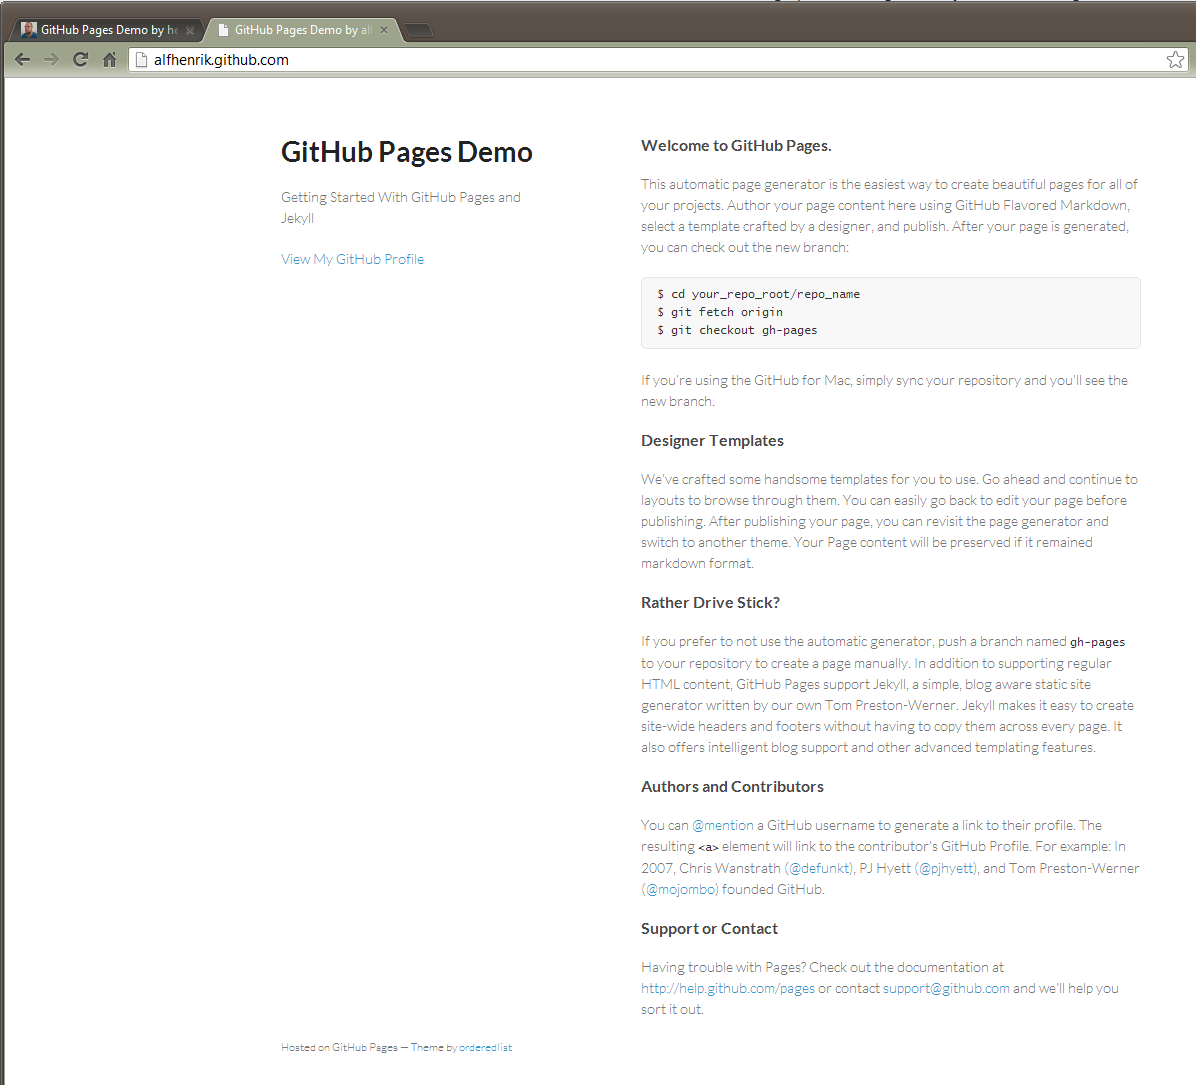 GitHub Pages Demo by he
GitHub Pages Demo by alf
alfhenrik.github.com
GitHub Pages Demo
Getting Started With GitHub Pages and
Jekyll
View My GitHub Profile
Welcome to GitHub Pages.
This automatic page generator is the easiest way to create beautiful pages for all of
your projects. Author your page content here using GitHub Flavored Markdown,
select a template crafted by a designer, and publish. After your page is generated,
you can check out the new branch:
$ cd your_repo_root/repo_name
$ git fetch origin
$ git checkout gh-pages
If you're using the GitHub for Mac, simply sync your repository and you'll see the
new branch.
Designer Templates
We've crafted some handsome templates for you to use. Go ahead and continue to
layouts to browse through them. You can easily go back to edit your page before
publishing. After publishing your page, you can revisit the page generator and
switch to another theme. Your Page content will be preserved if it remained
markdown format.
Rather Drive Stick?
If you prefer to not use the automatic generator, push a branch named gh-pages
to your repository to create a page manually. In addition to supporting regular
HTML content, GitHub Pages support Jekyll, a simple, blog aware static site
generator written by our own Tom Preston-Werner. Jekyll makes it easy to create
site-wide headers and footers without having to copy them across every page. It
also offers intelligent blog support and other advanced templating features.
Authors and Contributors
You can @mention a GitHub username to generate a link to their profile. The
resulting <a> element will link to the contributor's GitHub Profile. For example: In
2007, Chris Wanstrath (@defunkt), PJ Hyett (@pjhyett), and Tom Preston-Werner
(@mojombo) founded GitHub.
Support or Contact
Having trouble with Pages? Check out the documentation at
http://help.github.com/pages or contact support@github.com and we'll help you
sort it out.
Hosted on GitHub Pages — Theme by orderedlist